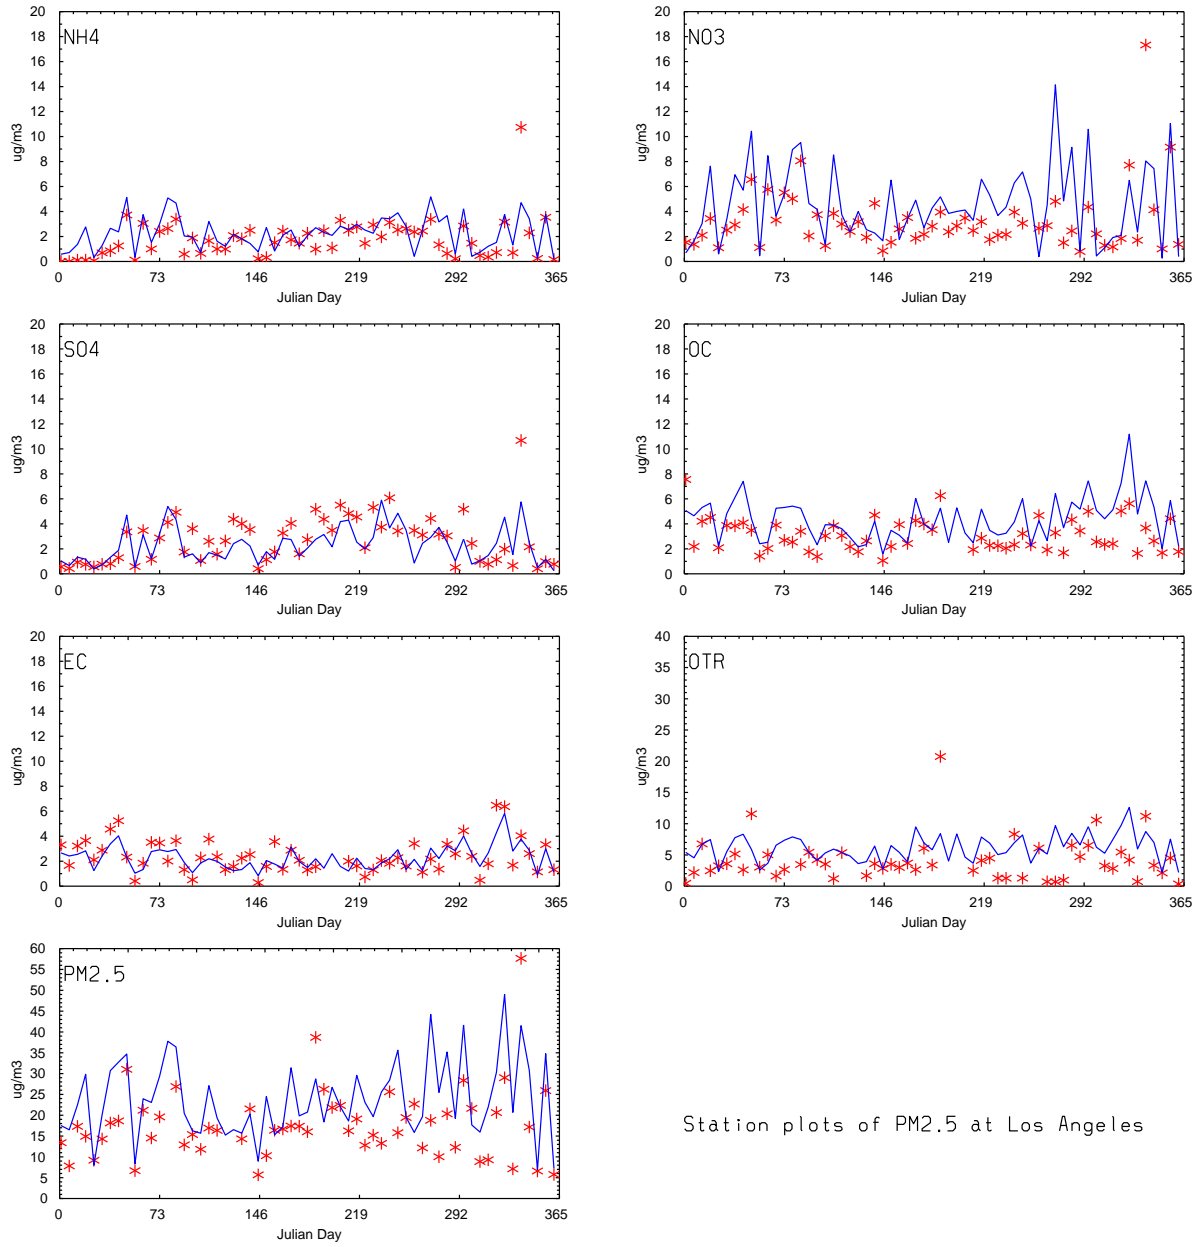 20 20
18 NH4 18 NO3
16 16
14 14
12 12
ug/m3 10 ug/m3 10
8 8
6 6
4 4
2 2
0 0
0 73 146 219 292 365 0 73 146 219 292 365
Julian Day Julian Day
20 20
18 SO4 18 OC
16 16
14 14
12 12
ug/m3 10 ug/m3 10
8 8
6 6
4 4
2 2
0 0
0 73 146 219 292 365 0 73 146 219 292 365
Julian Day Julian Day
20 40
18 EC 35 OTR
16 30
14 25
12 20
ug/m3 10 ug/m3 15
8 10
6 5
4 0
2
0
0 73 146 219 292 365 0 73 146 219 292 365
Julian Day Julian Day
60
55 PM2.5
50
45
40
35
ug/m3 30
25
20
15
10
5
0
0 73 146 219 292 365
Julian Day
Station plots of PM2.5 at Los Angeles